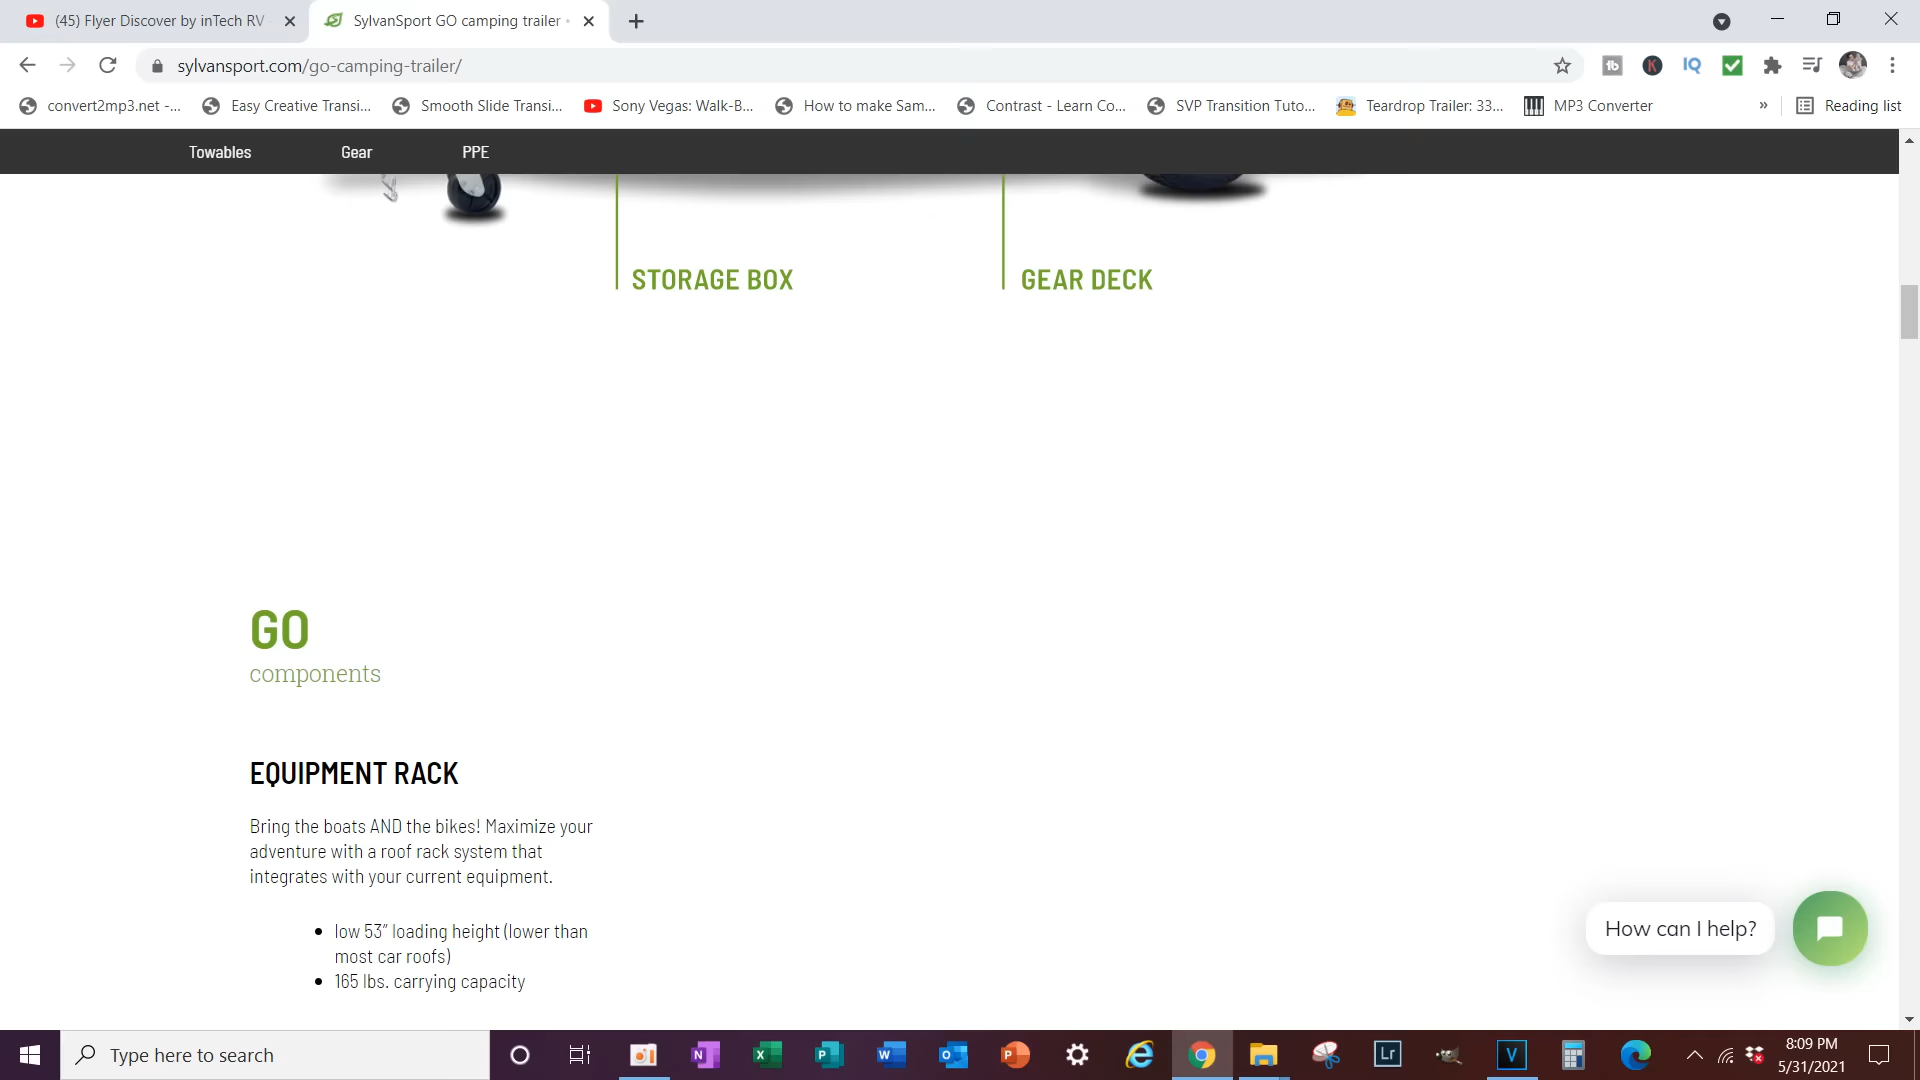 (45) Flyer Discover by inTech RV
SylvanSport GO camping trailer
sylvansport.com/go-camping-trailer/
convert2mp3.net -...
Easy Creative Transi...
Smooth Slide Transi...
Sony Vegas: Walk-B...
How to make Sam...
Contrast - Learn Co...
SVP Transition Tuto...
Teardrop Trailer: 33...
MP3 Converter
»
Reading list
Towables
Gear
PPE
STORAGE BOX
GEAR DECK
GO
components
EQUIPMENT RACK
Bring the boats AND the bikes! Maximize your
adventure with a roof rack system that
integrates with your current equipment.
• low 53” loading height (lower than
most car roofs)
• 165 lbs. carrying capacity
How can I help?
Type here to search
8:09 PM
5/31/2021